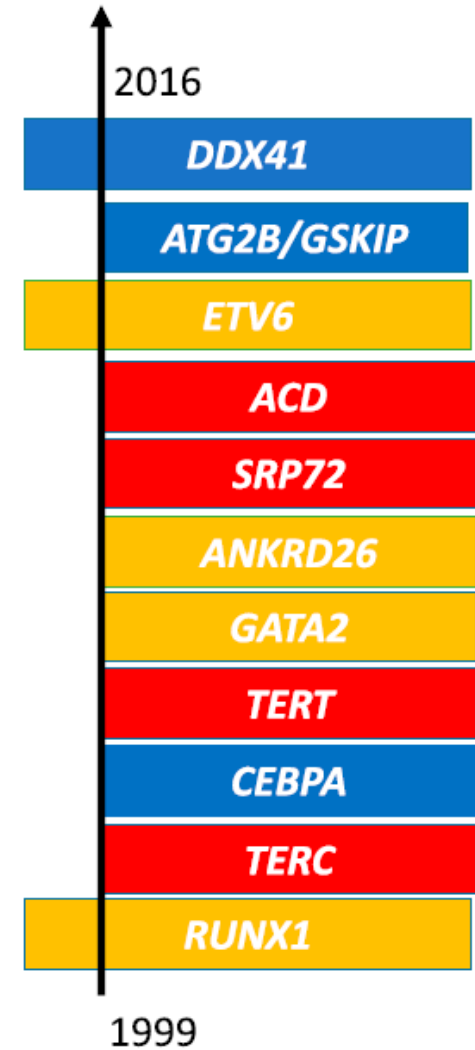 2016
DDX41
ATG2B/GSKIP
ETV6
ACD
SRP72
ANKRD26
GATA2
TERT
CEBPA
TERC
RUNX1
1999